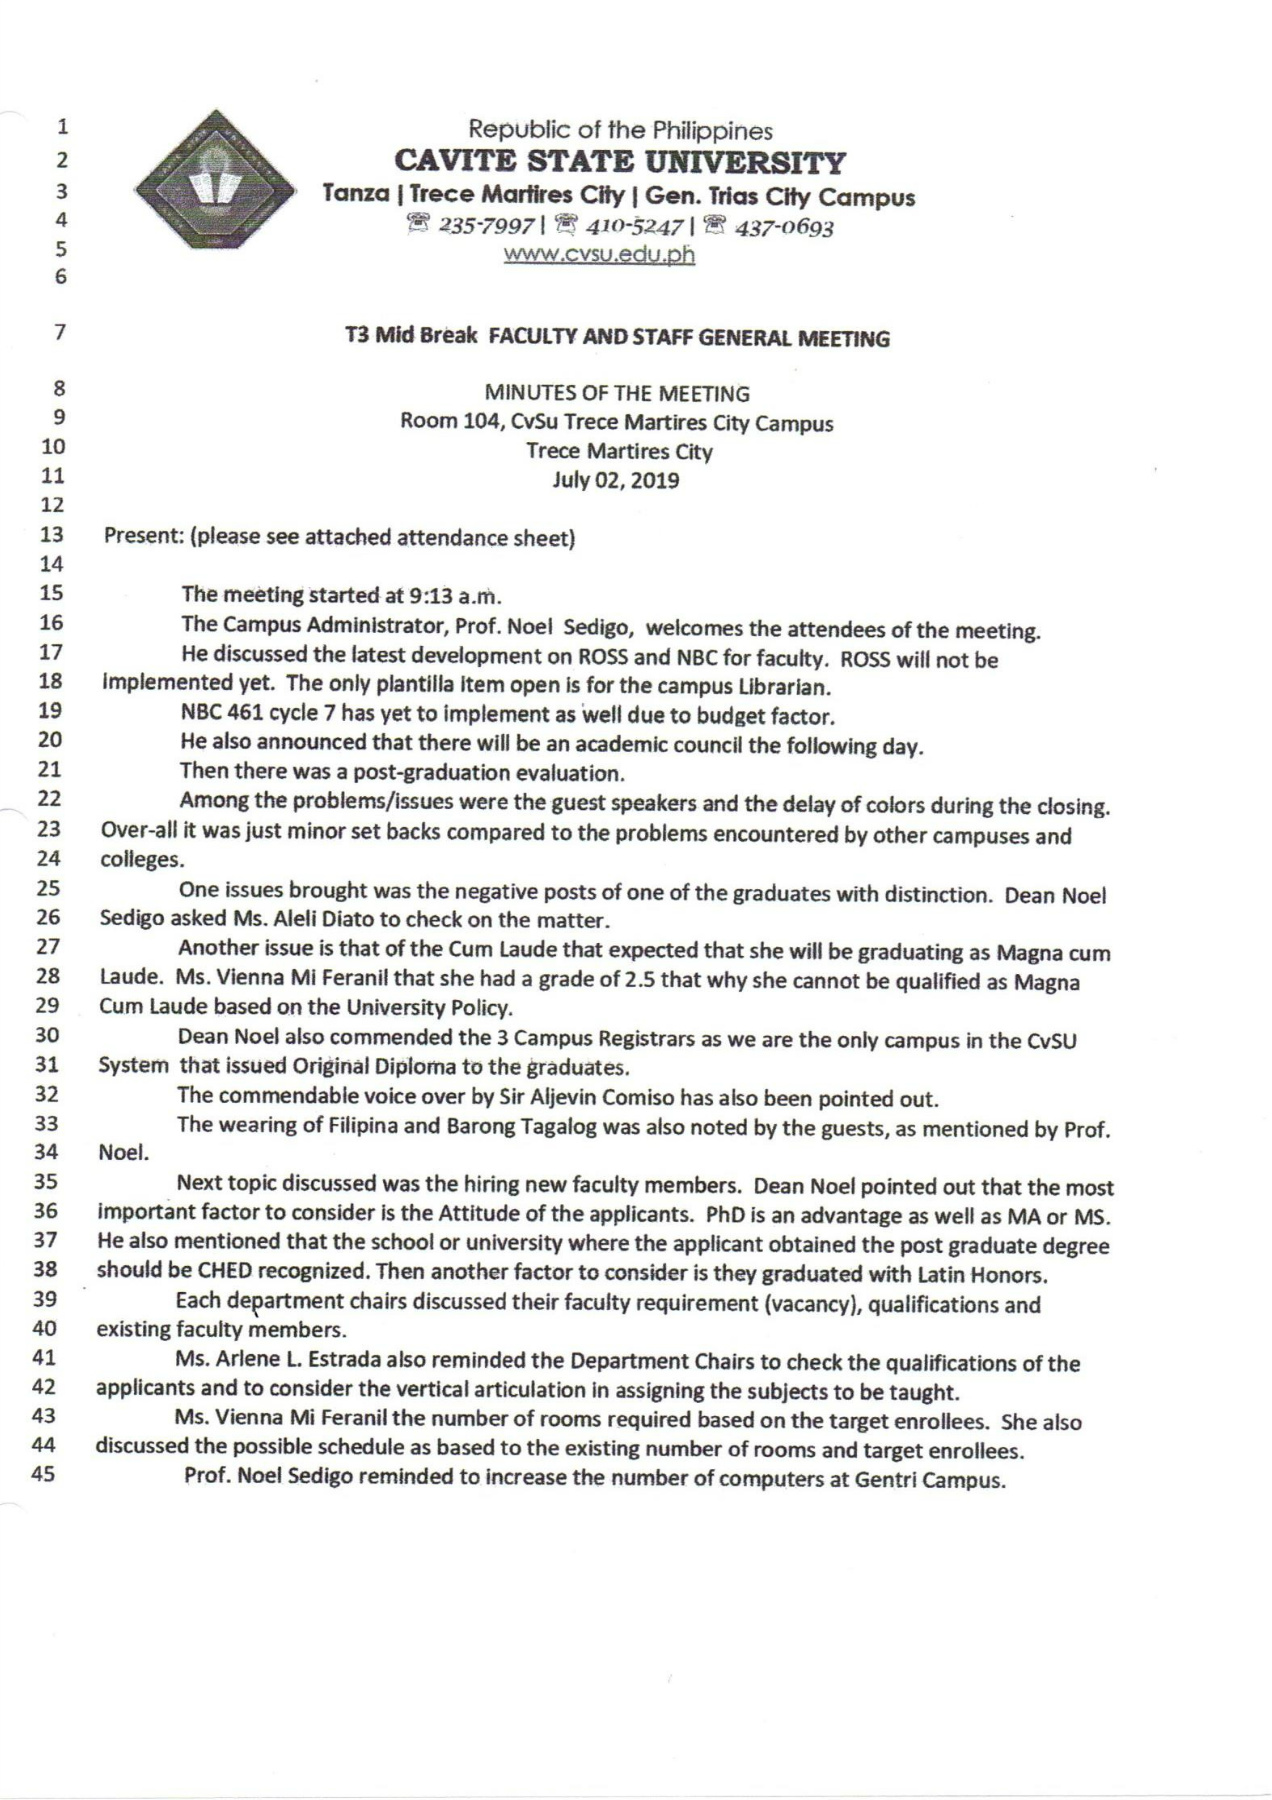 1 Republic of the Philippines
2 CAVITE STATE UNIVERSITY
3 Tanza | Trece Martires City | Gen. Trias City Campus
4 ☏ 235-7997 | ☏ 410-5247 | ☏ 437-0693
5 www.cvsu.edu.ph
6
7 T3 Mid Break FACULTY AND STAFF GENERAL MEETING
8 MINUTES OF THE MEETING
9 Room 104, CvSu Trece Martires City Campus
10 Trece Martires City
11 July 02, 2019
12
13 Present: (please see attached attendance sheet)
14
15 The meeting started at 9:13 a.m.
16 The Campus Administrator, Prof. Noel Sedigo, welcomes the attendees of the meeting.
17 He discussed the latest development on ROSS and NBC for faculty. ROSS will not be
18 implemented yet. The only plantilla item open is for the campus Librarian.
19 NBC 461 cycle 7 has yet to implement as well due to budget factor.
20 He also announced that there will be an academic council the following day.
21 Then there was a post-graduation evaluation.
22 Among the problems/issues were the guest speakers and the delay of colors during the closing.
23 Over-all it was just minor set backs compared to the problems encountered by other campuses and
24 colleges.
25 One issues brought was the negative posts of one of the graduates with distinction. Dean Noel
26 Sedigo asked Ms. Aleli Diato to check on the matter.
27 Another issue is that of the Cum Laude that expected that she will be graduating as Magna cum
28 Laude. Ms. Vienna Mi Feranil that she had a grade of 2.5 that why she cannot be qualified as Magna
29 Cum Laude based on the University Policy.
30 Dean Noel also commended the 3 Campus Registrars as we are the only campus in the CvSU
31 System that issued Original Diploma to the graduates.
32 The commendable voice over by Sir Aljevin Comiso has also been pointed out.
33 The wearing of Filipina and Barong Tagalog was also noted by the guests, as mentioned by Prof.
34 Noel.
35 Next topic discussed was the hiring new faculty members. Dean Noel pointed out that the most
36 important factor to consider is the Attitude of the applicants. PhD is an advantage as well as MA or MS.
37 He also mentioned that the school or university where the applicant obtained the post graduate degree
38 should be CHED recognized. Then another factor to consider is they graduated with Latin Honors.
39 Each department chairs discussed their faculty requirement (vacancy), qualifications and
40 existing faculty members.
41 Ms. Arlene L. Estrada also reminded the Department Chairs to check the qualifications of the
42 applicants and to consider the vertical articulation in assigning the subjects to be taught.
43 Ms. Vienna Mi Feranil the number of rooms required based on the target enrollees. She also
44 discussed the possible schedule as based to the existing number of rooms and target enrollees.
45 Prof. Noel Sedigo reminded to increase the number of computers at Gentri Campus.